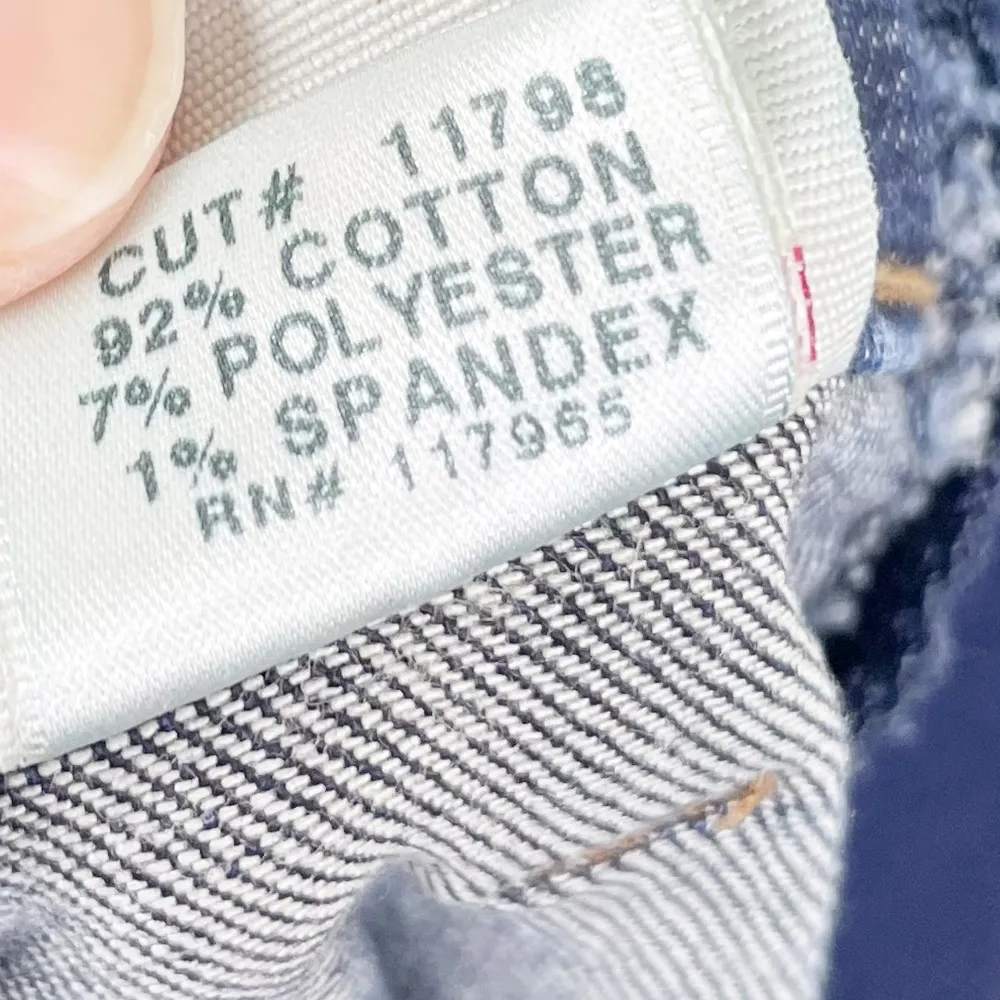 CUT# 11798
92% COTTON
7% POLYESTER
1% SPANDEX
RN# 117965